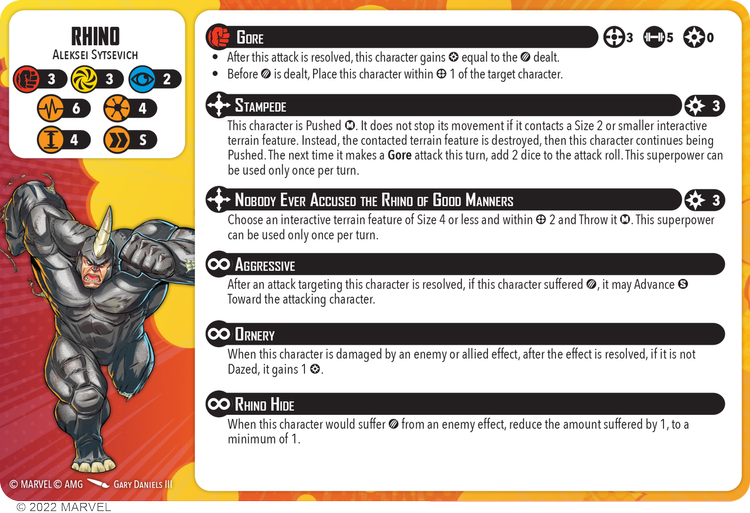 RHINO
ALEKSEI SYTSEVICH
3 3 2
6 4
4 S
GORE 3 5 0
• After this attack is resolved, this character gains equal to the dealt.
• Before is dealt, Place this character within 1 of the target character.
STAMPEDE 3
This character is Pushed M. It does not stop its movement if it contacts a Size 2 or smaller interactive
terrain feature. Instead, the contacted terrain feature is destroyed, then this character continues being
Pushed. The next time it makes a Gore attack this turn, add 2 dice to the attack roll. This superpower can
be used only once per turn.
NOBODY EVER ACCUSED THE RHINO OF GOOD MANNERS 3
Choose an interactive terrain feature of Size 4 or less and within 2 and Throw it M. This superpower
can be used only once per turn.
AGGRESSIVE
After an attack targeting this character is resolved, if this character suffered , it may Advance S
Toward the attacking character.
ORNERY
When this character is damaged by an enemy or allied effect, after the effect is resolved, if it is not
Dazed, it gains 1 .
RHINO HIDE
When this character would suffer from an enemy effect, reduce the amount suffered by 1, to a
minimum of 1.
© MARVEL © AMG GARY DANIELS III
© 2022 MARVEL